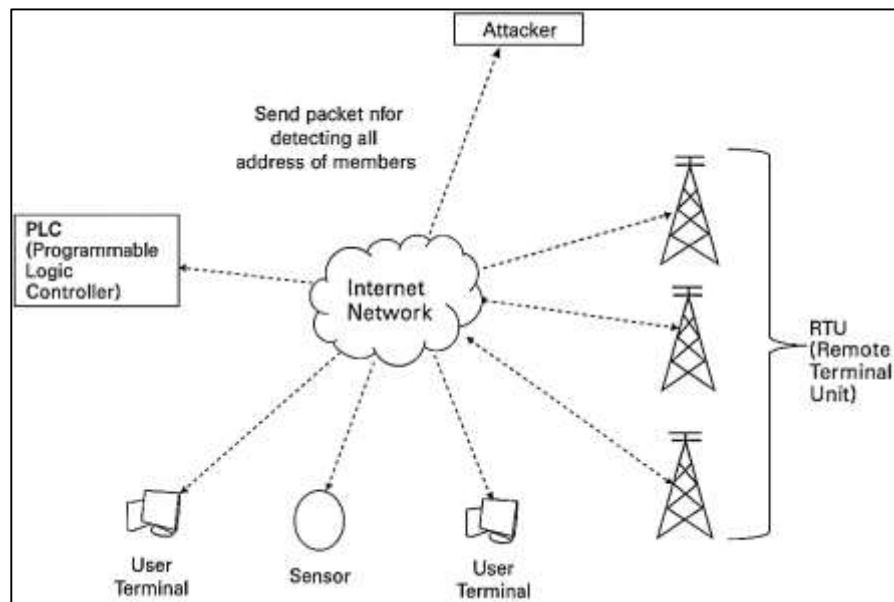 Attacker
Send packet nfor
detecting all
address of members
PLC
(Programmable
Logic
Controller)
Internet
Network
RTU
(Remote
Terminal
Unit)
User
Terminal
Sensor
User
Terminal